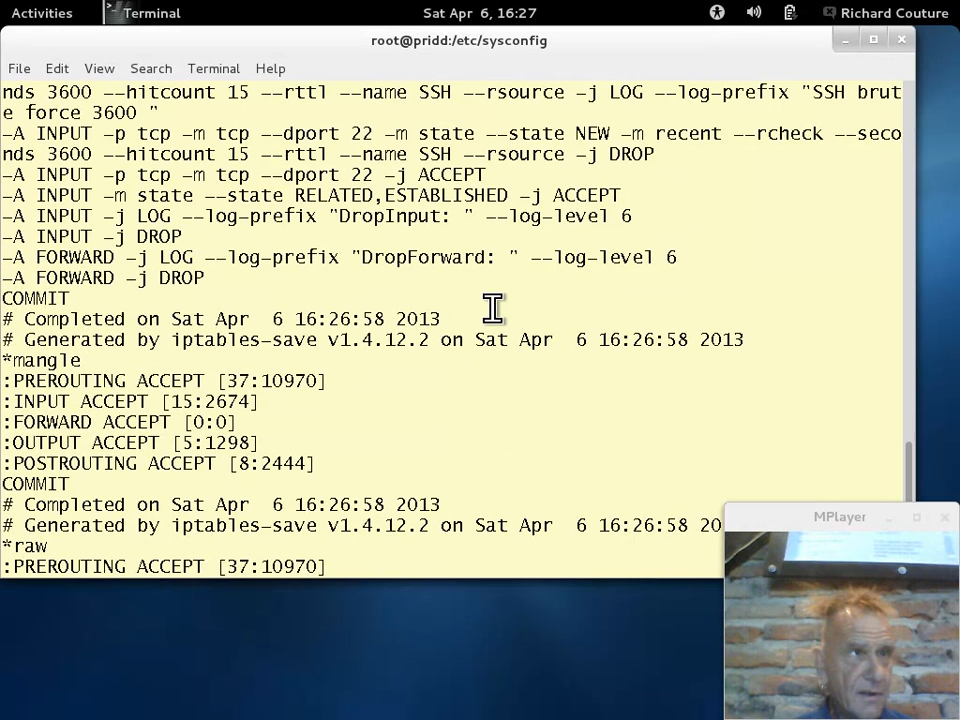 Activities
Terminal
Sat Apr 6, 16:27
Richard Couture
root@pridd:/etc/sysconfig
File Edit View Search Terminal Help
nds 3600 --hitcount 15 --rttl --name SSH --rsource -j LOG --log-prefix "SSH brut
e force 3600 "
-A INPUT -p tcp -m tcp --dport 22 -m state --state NEW -m recent --rcheck --seco
nds 3600 --hitcount 15 --rttl --name SSH --rsource -j DROP
-A INPUT -p tcp -m tcp --dport 22 -j ACCEPT
-A INPUT -m state --state RELATED,ESTABLISHED -j ACCEPT
-A INPUT -j LOG --log-prefix "DropInput: " --log-level 6
-A INPUT -j DROP
-A FORWARD -j LOG --log-prefix "DropForward: " --log-level 6
-A FORWARD -j DROP
COMMIT
# Completed on Sat Apr  6 16:26:58 2013
# Generated by iptables-save v1.4.12.2 on Sat Apr  6 16:26:58 2013
*mangle
:PREROUTING ACCEPT [37:10970]
:INPUT ACCEPT [15:2674]
:FORWARD ACCEPT [0:0]
:OUTPUT ACCEPT [5:1298]
:POSTROUTING ACCEPT [8:2444]
COMMIT
# Completed on Sat Apr  6 16:26:58 2013
# Generated by iptables-save v1.4.12.2 on Sat Apr  6 16:26:58 20
*raw
:PREROUTING ACCEPT [37:10970]
MPlayer